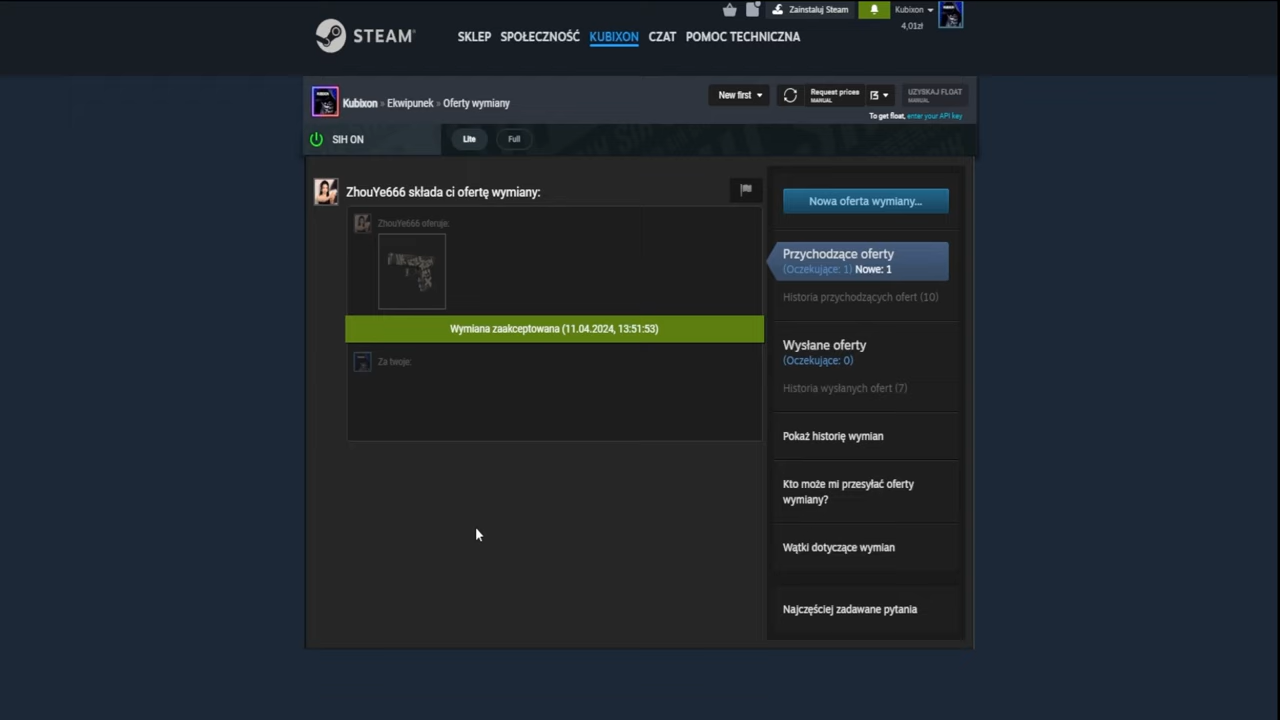 Zainstaluj Steam
Kubixon
4,01zł
STEAM®
SKLEP SPOŁECZNOŚĆ KUBIXON CZAT POMOC TECHNICZNA
Kubixon » Ekwipunek » Oferty wymiany
New first
Request prices
MANUAL
UZYSKAJ FLOAT
MANUAL
To get float, enter your API key
SIH ON
Lite
Full
ZhouYe666 składa ci ofertę wymiany:
ZhouYe666 oferuje:
Wymiana zaakceptowana (11.04.2024, 13:51:53)
Za twoje:
Nowa oferta wymiany...
Przychodzące oferty
(Oczekujące: 1) Nowe: 1
Historia przychodzących ofert (10)
Wysłane oferty
(Oczekujące: 0)
Historia wysłanych ofert (7)
Pokaż historię wymian
Kto może mi przesyłać oferty
wymiany?
Wątki dotyczące wymian
Najczęściej zadawane pytania